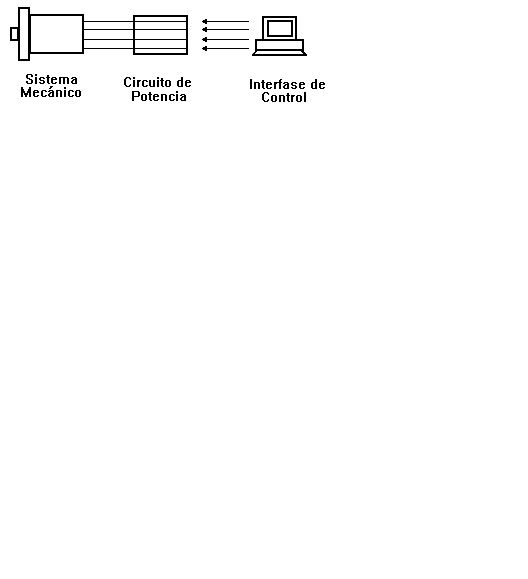 Sistema
Mecánico
Circuito de
Potencia
Interfase de
Control